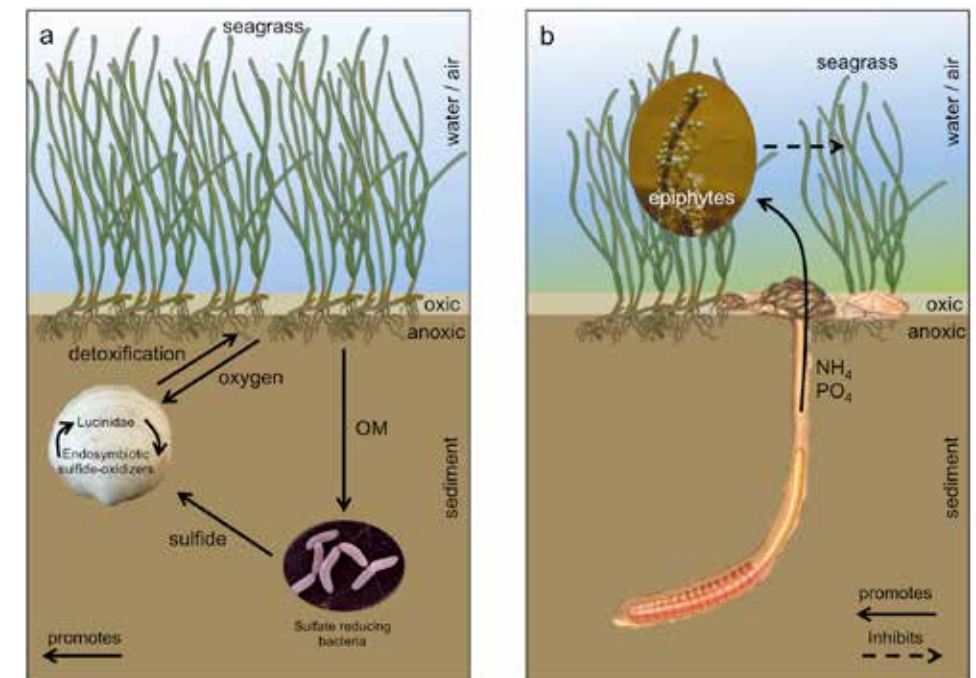 a
seagrass
water / air
oxic
anoxic
detoxification
oxygen
Lucinidae
Endosymbiotic
sulfide-oxidizers
OM
sulfide
Sulfate reducing
bacteria
sediment
promotes
b
seagrass
water / air
epiphytes
oxic
anoxic
NH4
PO4
sediment
promotes
Inhibits